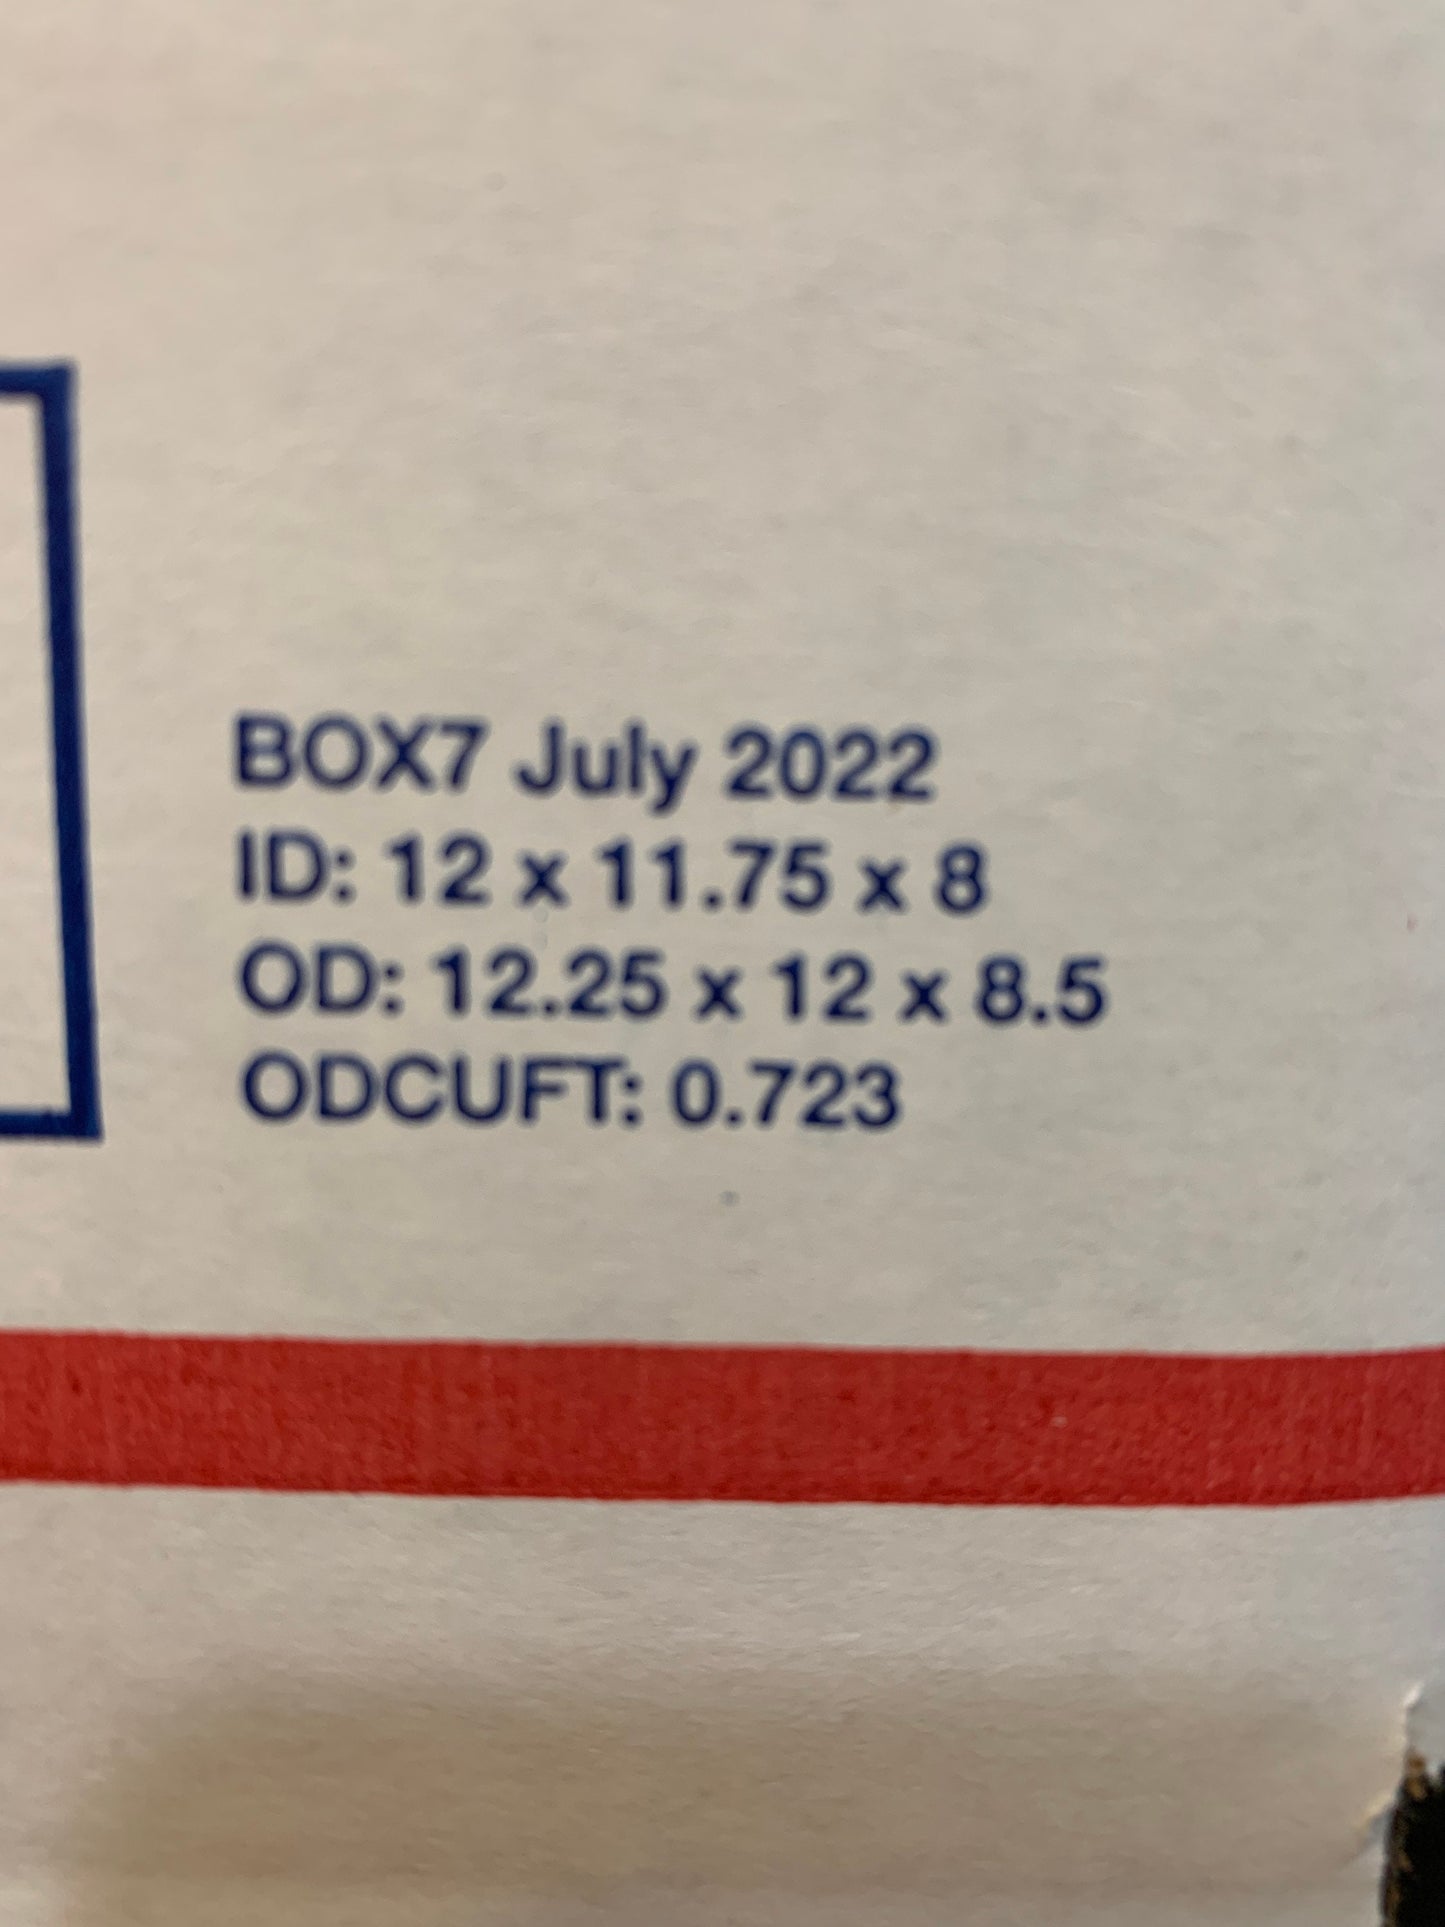 BOX7 July 2022
ID: 12 x 11.75 x 8
OD: 12.25 x 12 x 8.5
ODCUFT: 0.723